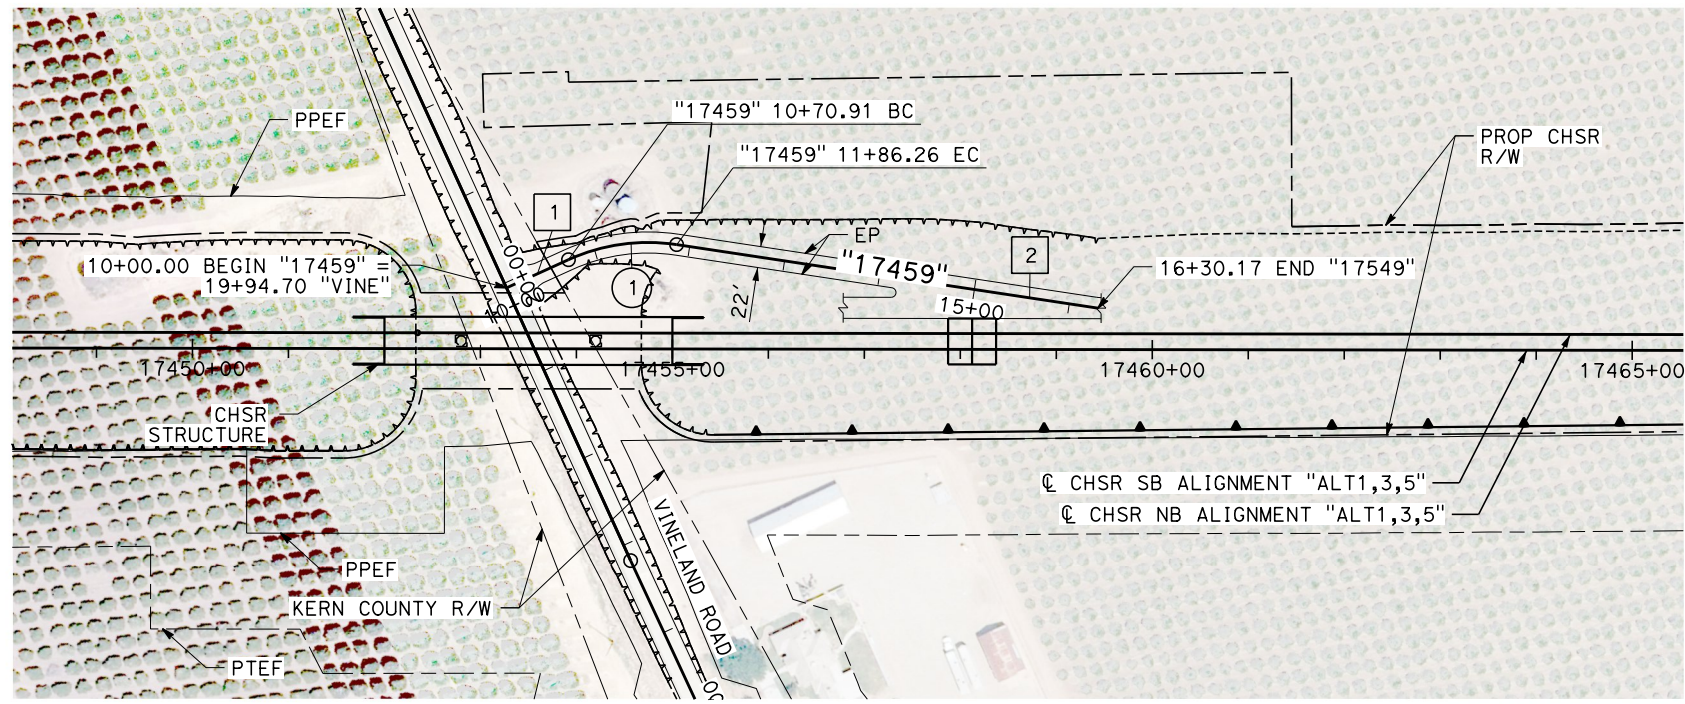 PPEF
"17459" 10+70.91 BC
"17459" 11+86.26 EC
PROP CHSR
R/W
1
EP
2
"17459"
10+00.00 BEGIN "17459" =
19+94.70 "VINE"
16+30.17 END "17549"
1
22'
15+00
17450+00
17455+00
17460+00
17465+00
CHSR
STRUCTURE
℄ CHSR SB ALIGNMENT "ALT1,3,5"
℄ CHSR NB ALIGNMENT "ALT1,3,5"
VINELAND ROAD
PPEF
KERN COUNTY R/W
PTEF